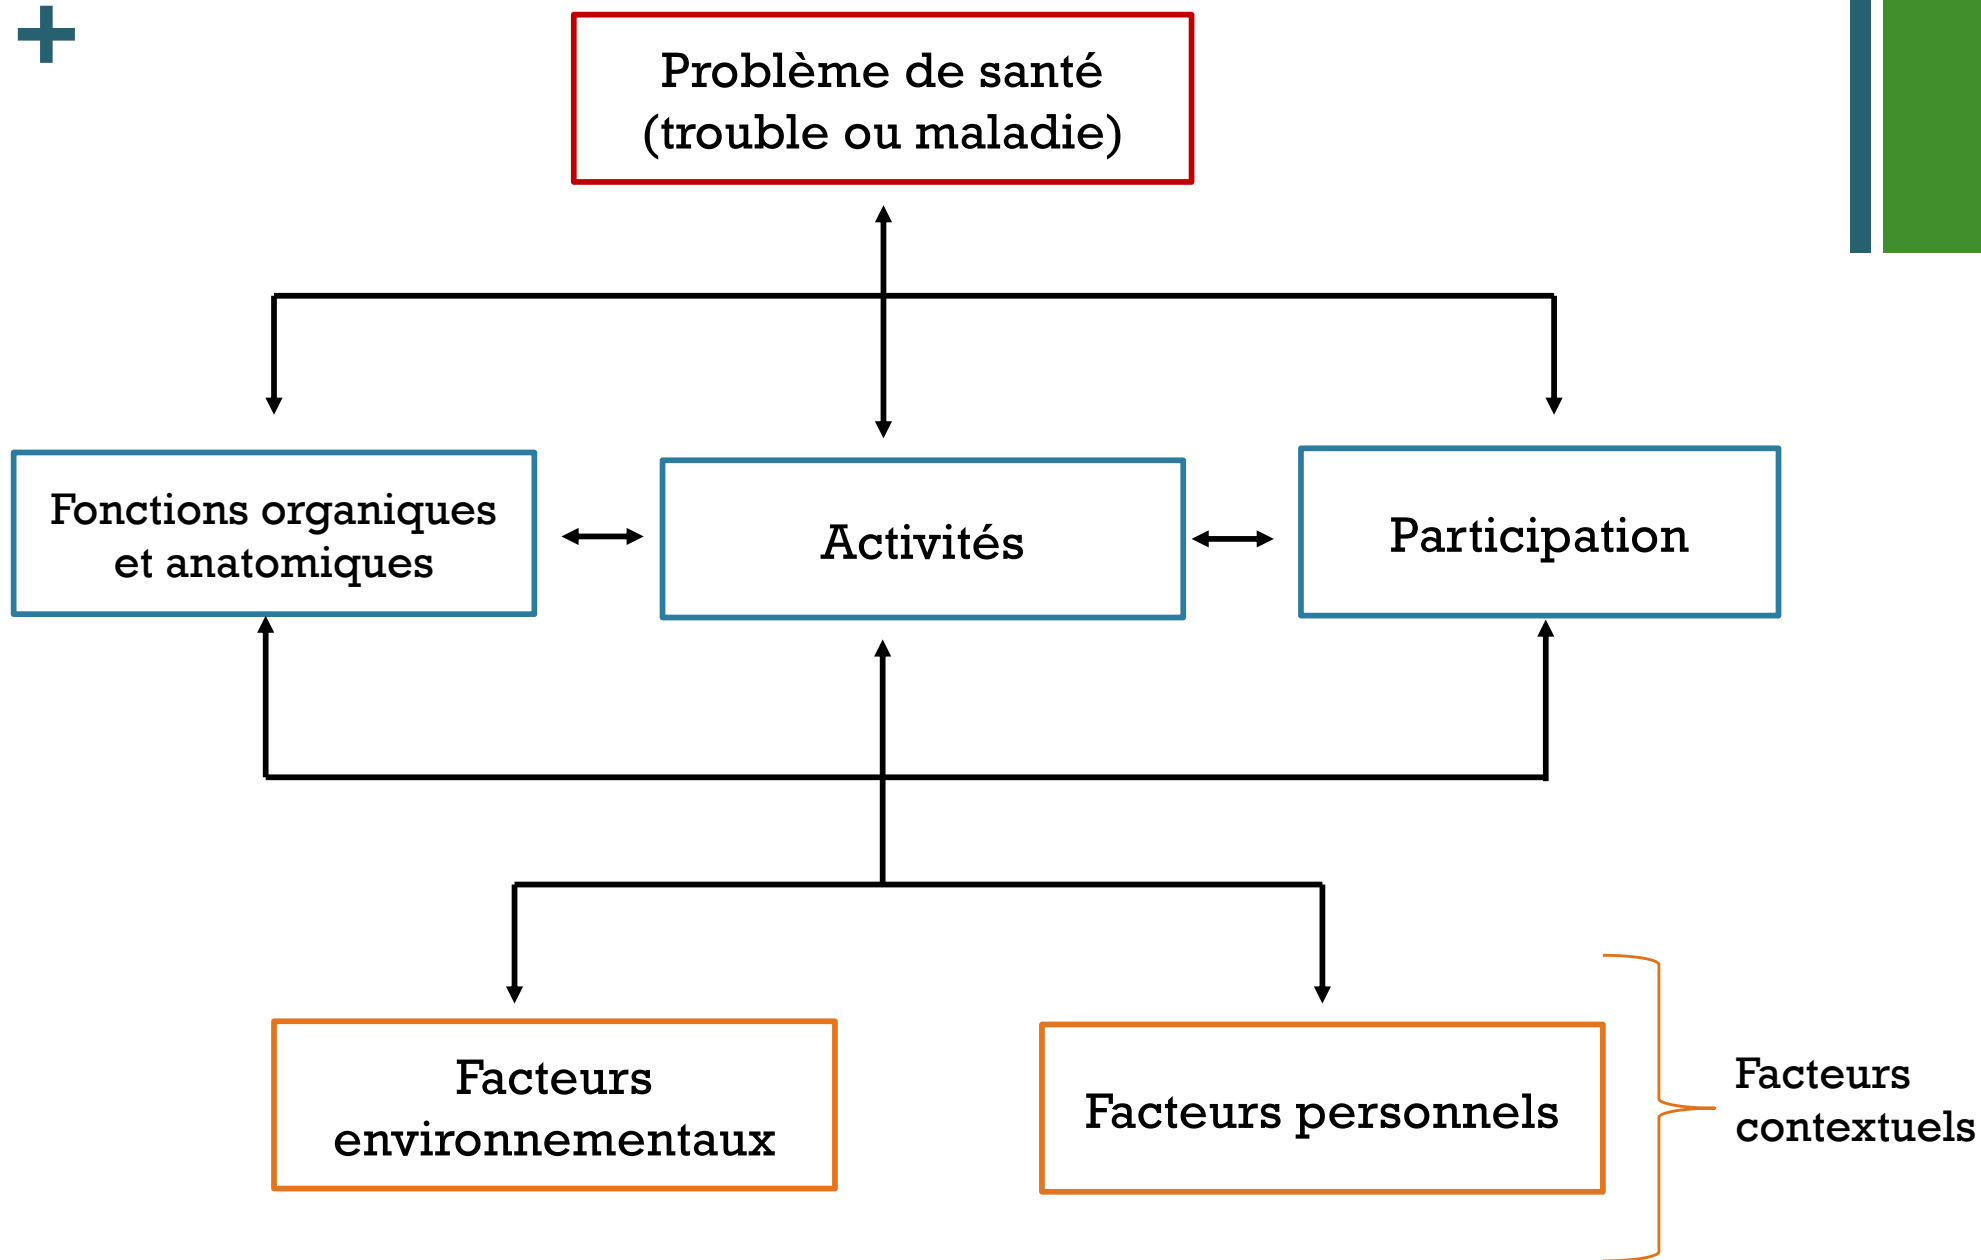 +
Problème de santé
(trouble ou maladie)
Fonctions organiques
et anatomiques
Activités
Participation
Facteurs
environnementaux
Facteurs personnels
Facteurs
contextuels